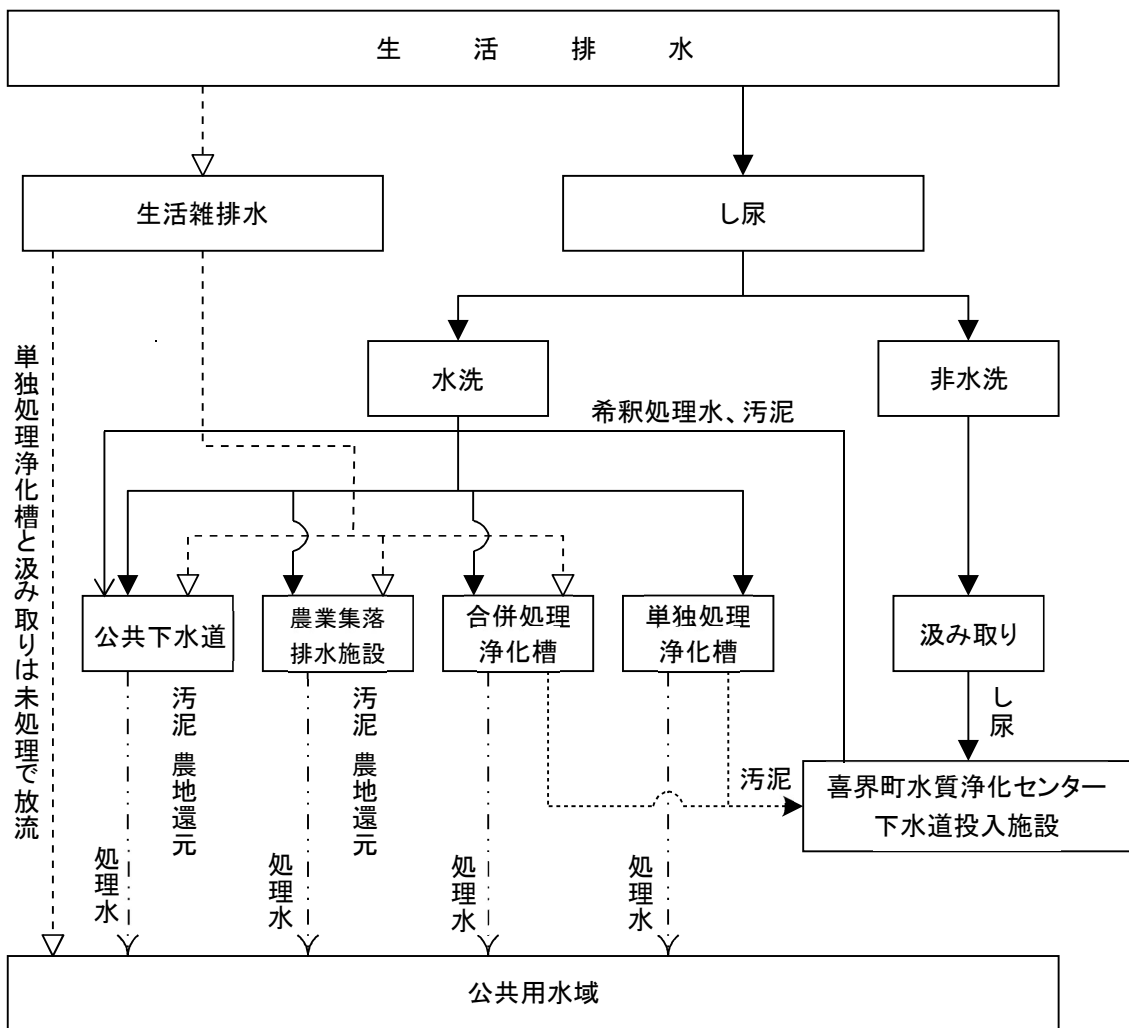 生 活 排 水
生活雑排水
し尿
水洗
非水洗
希釈処理水、汚泥
単独処理浄化槽と汲み取りは未処理で放流
公共下水道
農業集落
排水施設
合併処理
浄化槽
単独処理
浄化槽
汲み取り
し尿
汚泥 農地還元
汚泥 農地還元
汚泥
喜界町水質浄化センター
下水道投入施設
処理水
処理水
処理水
処理水
公共用水域